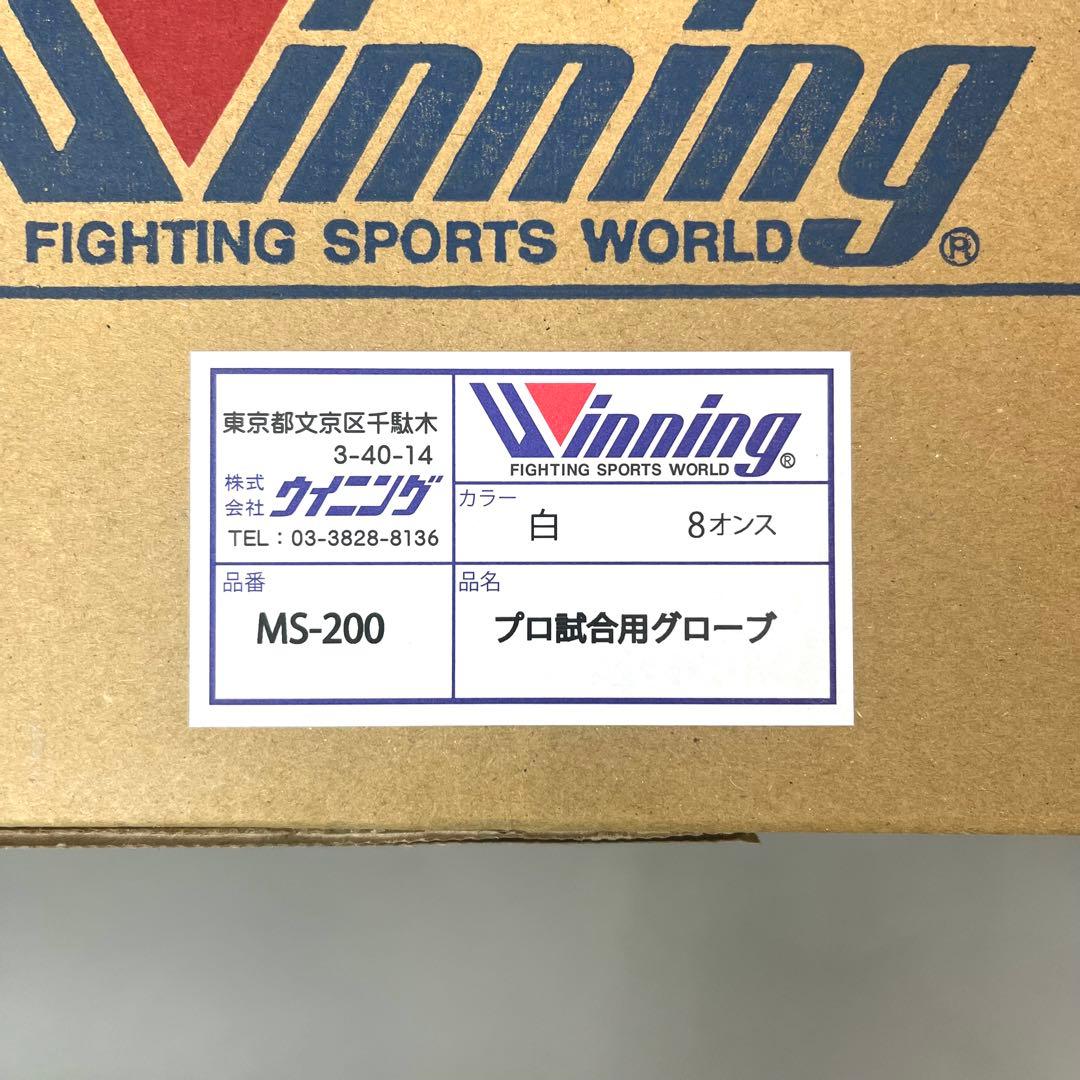 Winning
FIGHTING SPORTS WORLD
®
東京都文京区千駄木
3-40-14
株式
会社
ウイニング
TEL：03-3828-8136
Winning
FIGHTING SPORTS WORLD
®
カラー
白 8オンス
品番
MS-200
品名
プロ試合用グローブ